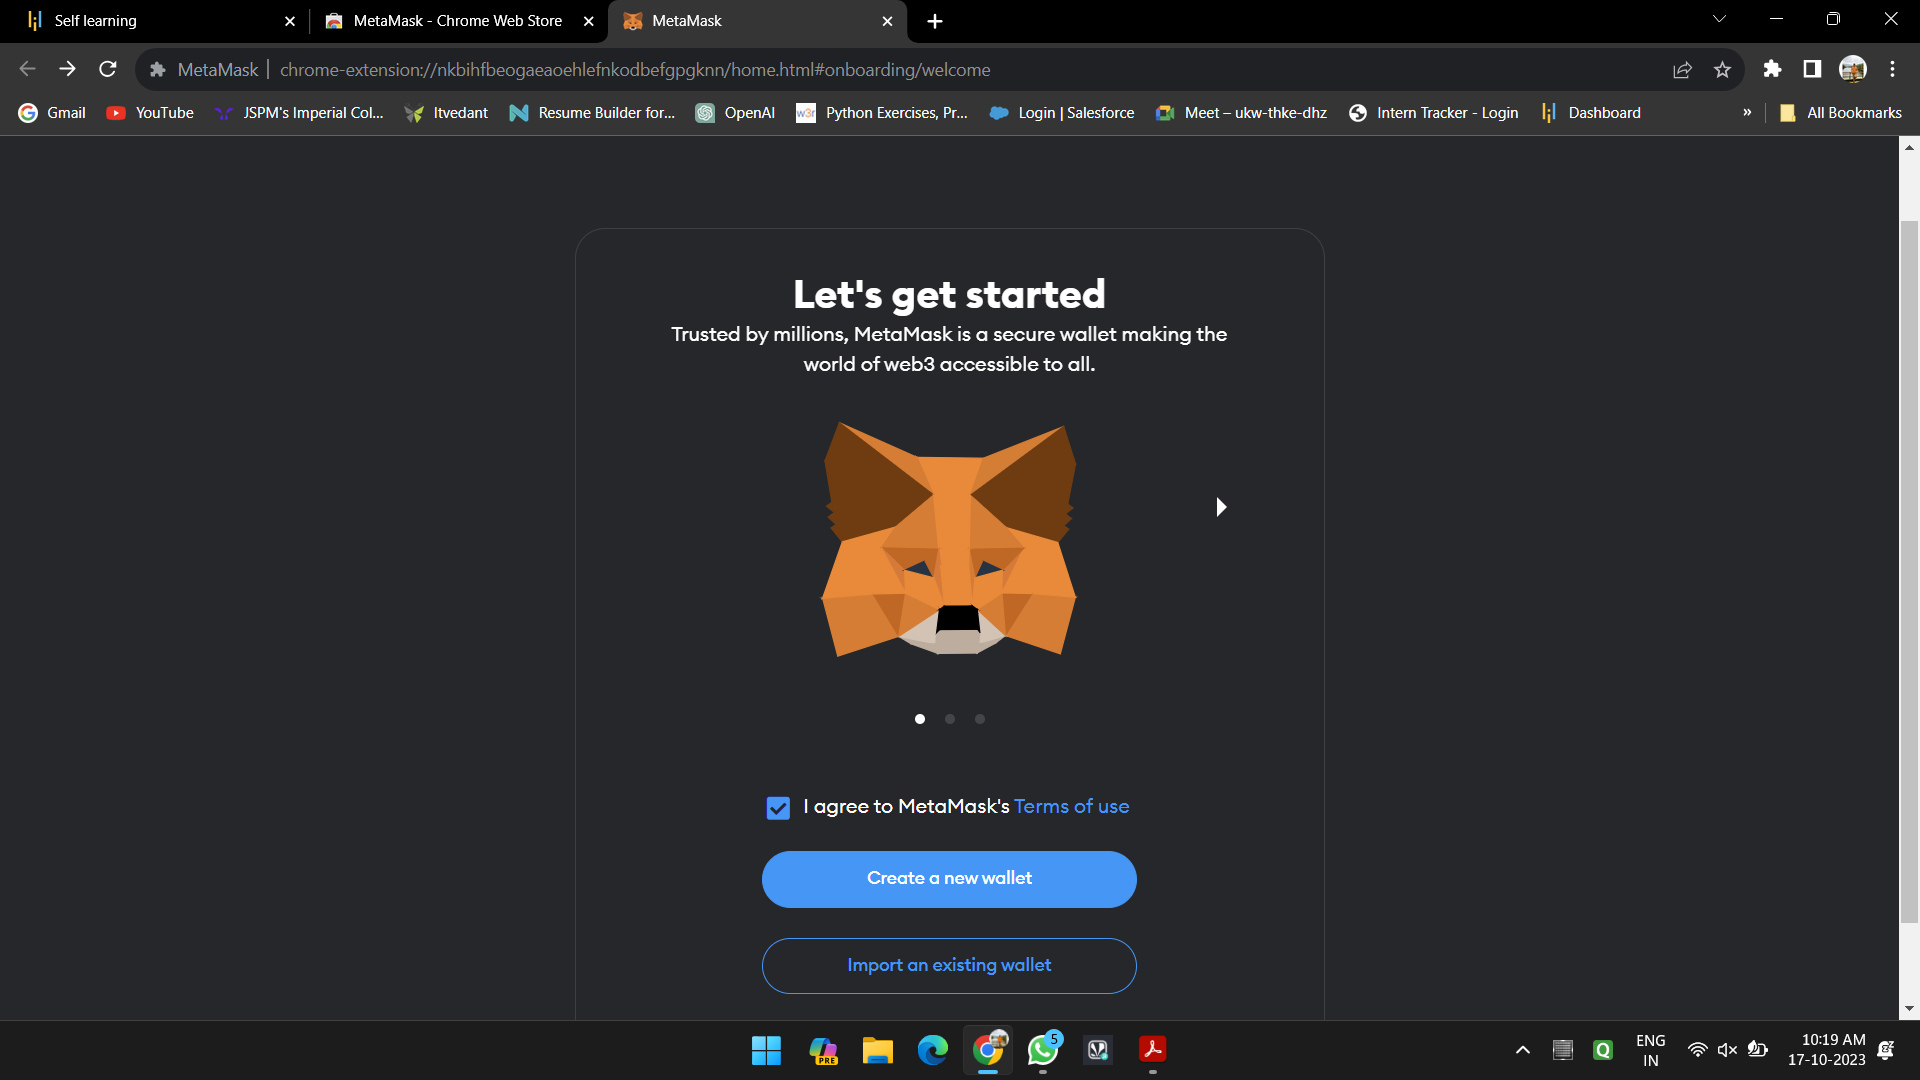 Self learning
MetaMask - Chrome Web Store
MetaMask
MetaMask
chrome-extension://nkbihfbeogaeaoehlefnkodbefgpgknn/home.html#onboarding/welcome
Gmail
YouTube
JSPM's Imperial Col...
Itvedant
Resume Builder for...
OpenAI
w3r
Python Exercises, Pr...
Login | Salesforce
Meet – ukw-thke-dhz
Intern Tracker - Login
Dashboard
»
All Bookmarks
Let's get started
Trusted by millions, MetaMask is a secure wallet making the
world of web3 accessible to all.
I agree to MetaMask's Terms of use
Create a new wallet
Import an existing wallet
PRE
5
Q
ENG
IN
10:19 AM
17-10-2023